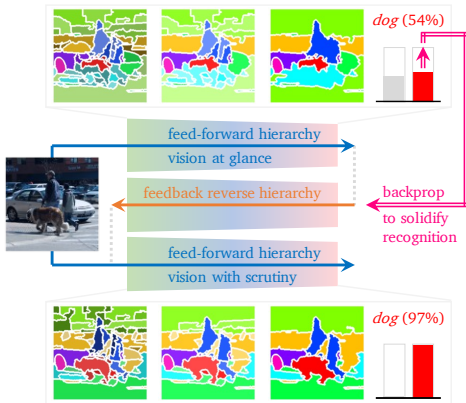 dog (54%)
feed-forward hierarchy
vision at glance
feedback reverse hierarchy
backprop
to solidify
recognition
feed-forward hierarchy
vision with scrutiny
dog (97%)